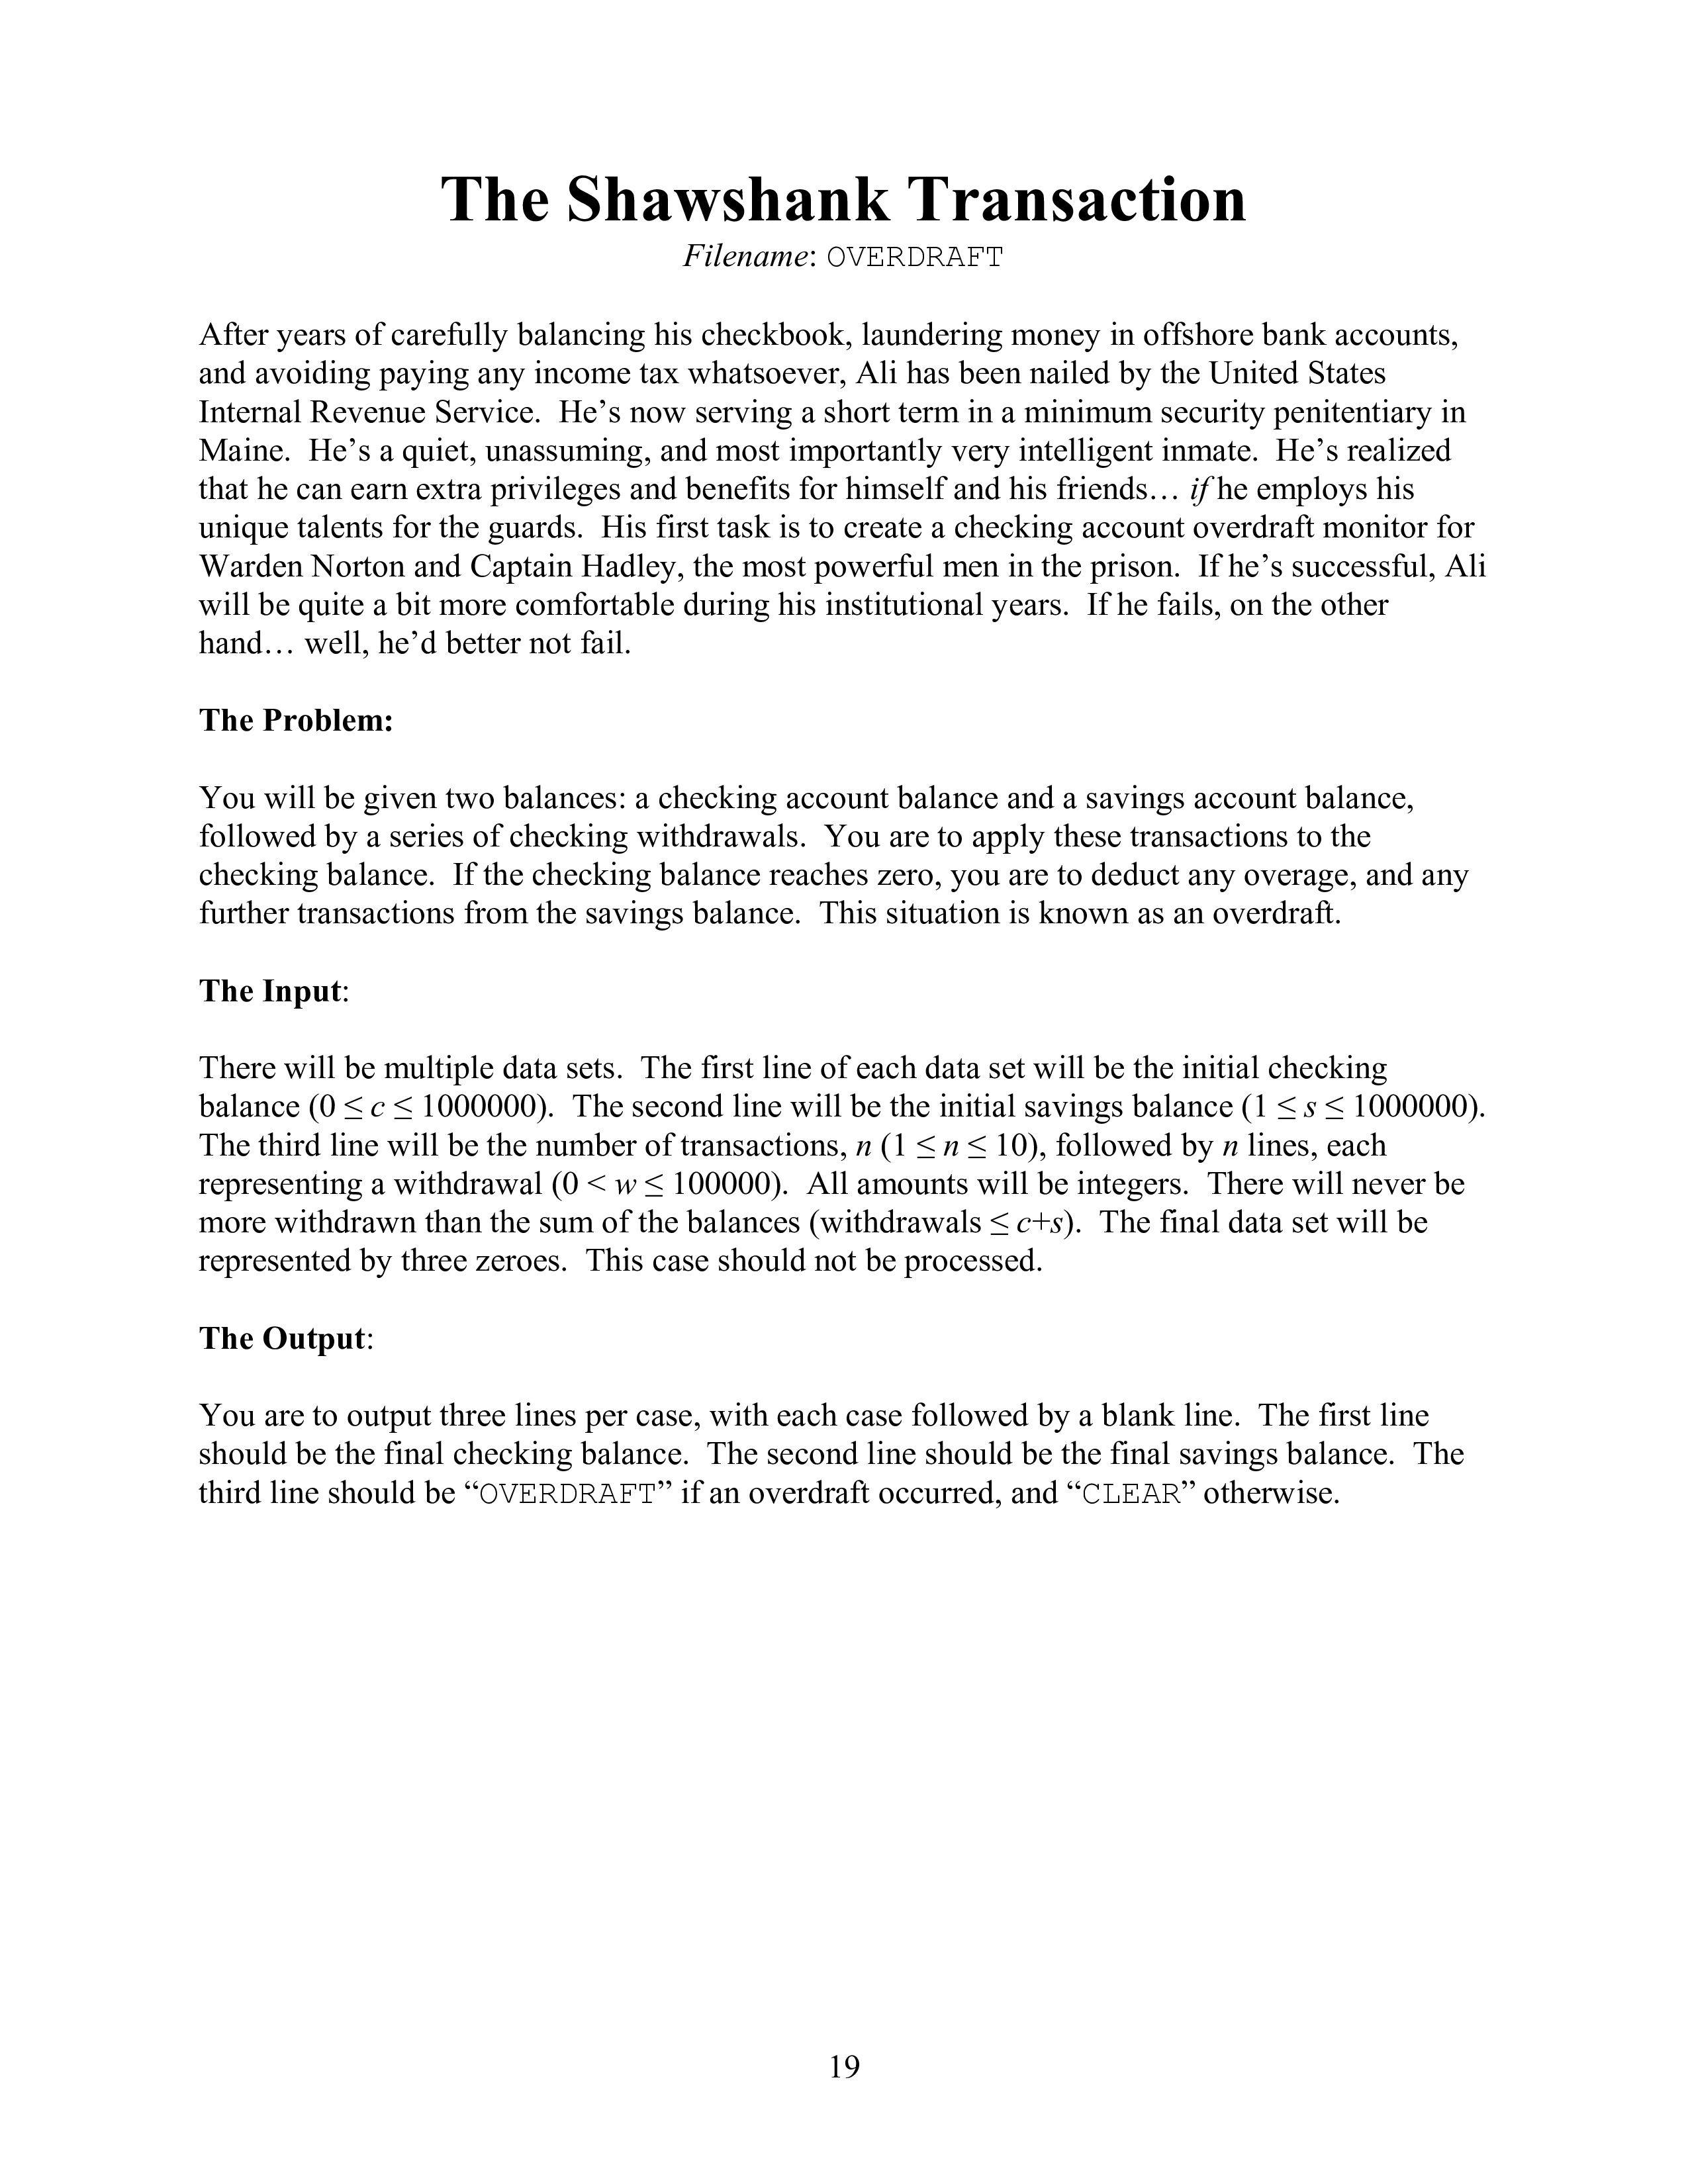 The Shawshank Transaction
Filename: OVERDRAFT
After years of carefully balancing his checkbook, laundering money in offshore bank accounts,
and avoiding paying any income tax whatsoever, Ali has been nailed by the United States
Internal Revenue Service.  He’s now serving a short term in a minimum security penitentiary in
Maine.  He’s a quiet, unassuming, and most importantly very intelligent inmate.  He’s realized
that he can earn extra privileges and benefits for himself and his friends… if he employs his
unique talents for the guards.  His first task is to create a checking account overdraft monitor for
Warden Norton and Captain Hadley, the most powerful men in the prison.  If he’s successful, Ali
will be quite a bit more comfortable during his institutional years.  If he fails, on the other
hand… well, he’d better not fail.
The Problem:
You will be given two balances: a checking account balance and a savings account balance,
followed by a series of checking withdrawals.  You are to apply these transactions to the
checking balance.  If the checking balance reaches zero, you are to deduct any overage, and any
further transactions from the savings balance.  This situation is known as an overdraft.
The Input:
There will be multiple data sets.  The first line of each data set will be the initial checking
balance (0 ≤ c ≤ 1000000).  The second line will be the initial savings balance (1 ≤ s ≤ 1000000).
The third line will be the number of transactions, n (1 ≤ n ≤ 10), followed by n lines, each
representing a withdrawal (0 < w ≤ 100000).  All amounts will be integers.  There will never be
more withdrawn than the sum of the balances (withdrawals ≤ c+s).  The final data set will be
represented by three zeroes.  This case should not be processed.
The Output:
You are to output three lines per case, with each case followed by a blank line.  The first line
should be the final checking balance.  The second line should be the final savings balance.  The
third line should be “OVERDRAFT” if an overdraft occurred, and “CLEAR” otherwise.
19